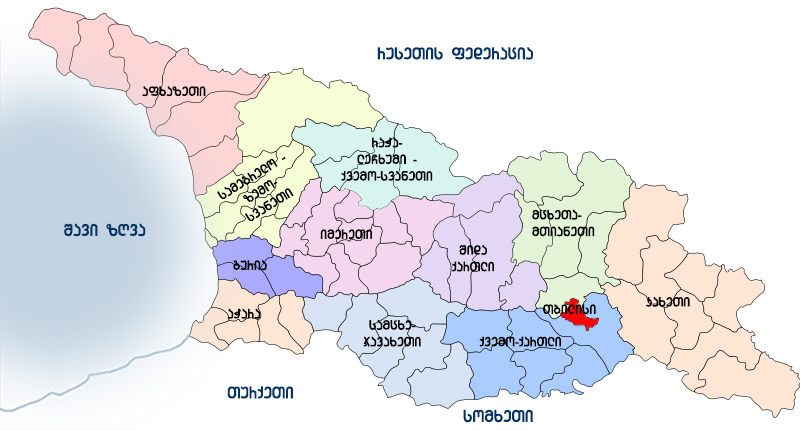 რუსეთის ფედერაცია
აფხაზეთი
რაჭა-
ლეჩხუმი -
ქვემო-სვანეთი
სამეგრელო -
ზემო-
სვანეთი
შავი ზღვა
იმერეთი
მცხეთა-
მთიანეთი
შიდა
ქართლი
გურია
კახეთი
თბილისი
აჭარა
სამცხე-
ჯავახეთი
ქვემო-ქართლი
თურქეთი
სომხეთი